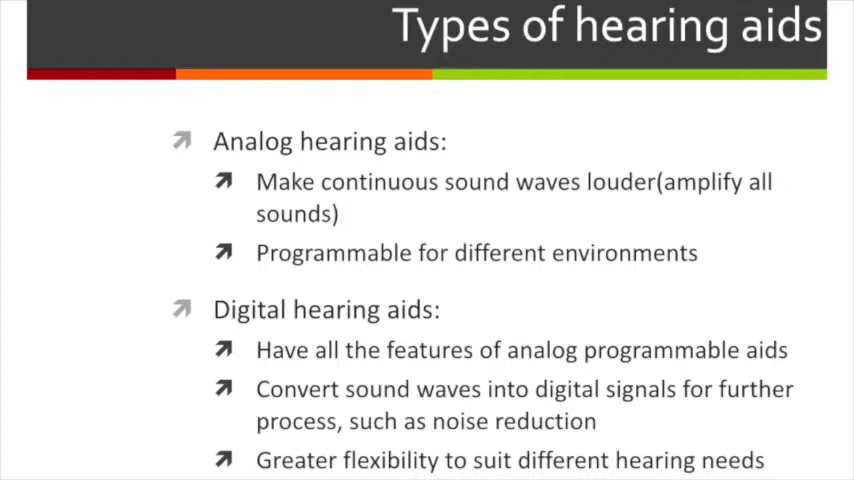 Types of hearing aids
Analog hearing aids:
Make continuous sound waves louder(amplify all
sounds)
Programmable for different environments
Digital hearing aids:
Have all the features of analog programmable aids
Convert sound waves into digital signals for further
process, such as noise reduction
Greater flexibility to suit different hearing needs